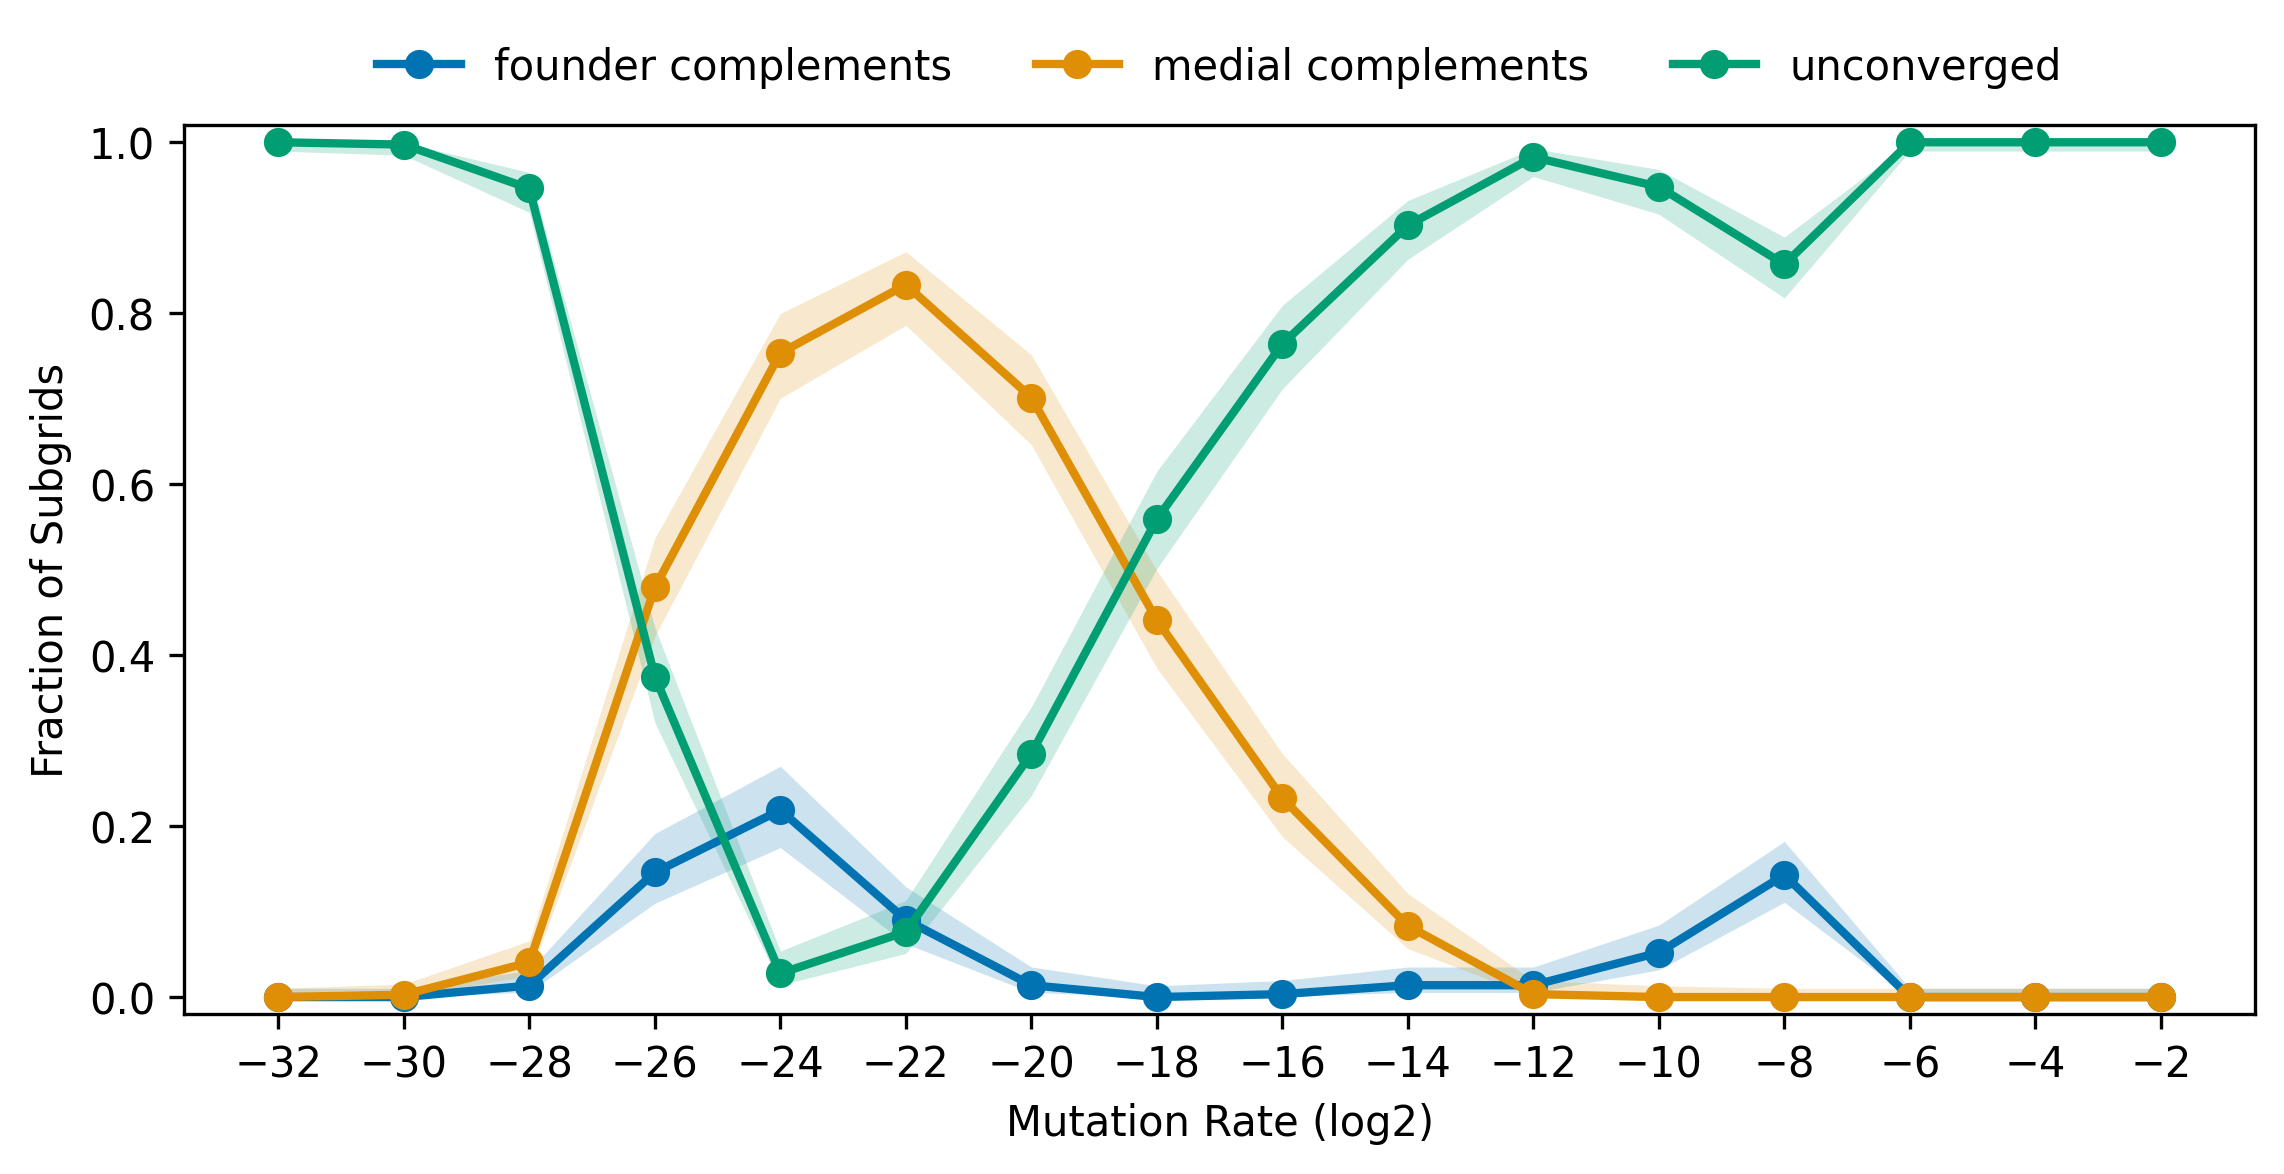 founder complements medial complements unconverged
1.0
0.8
0.6
0.4
0.2
0.0
Fraction of Subgrids
−32 −30 −28 −26 −24 −22 −20 −18 −16 −14 −12 −10 −8 −6 −4 −2
Mutation Rate (log2)